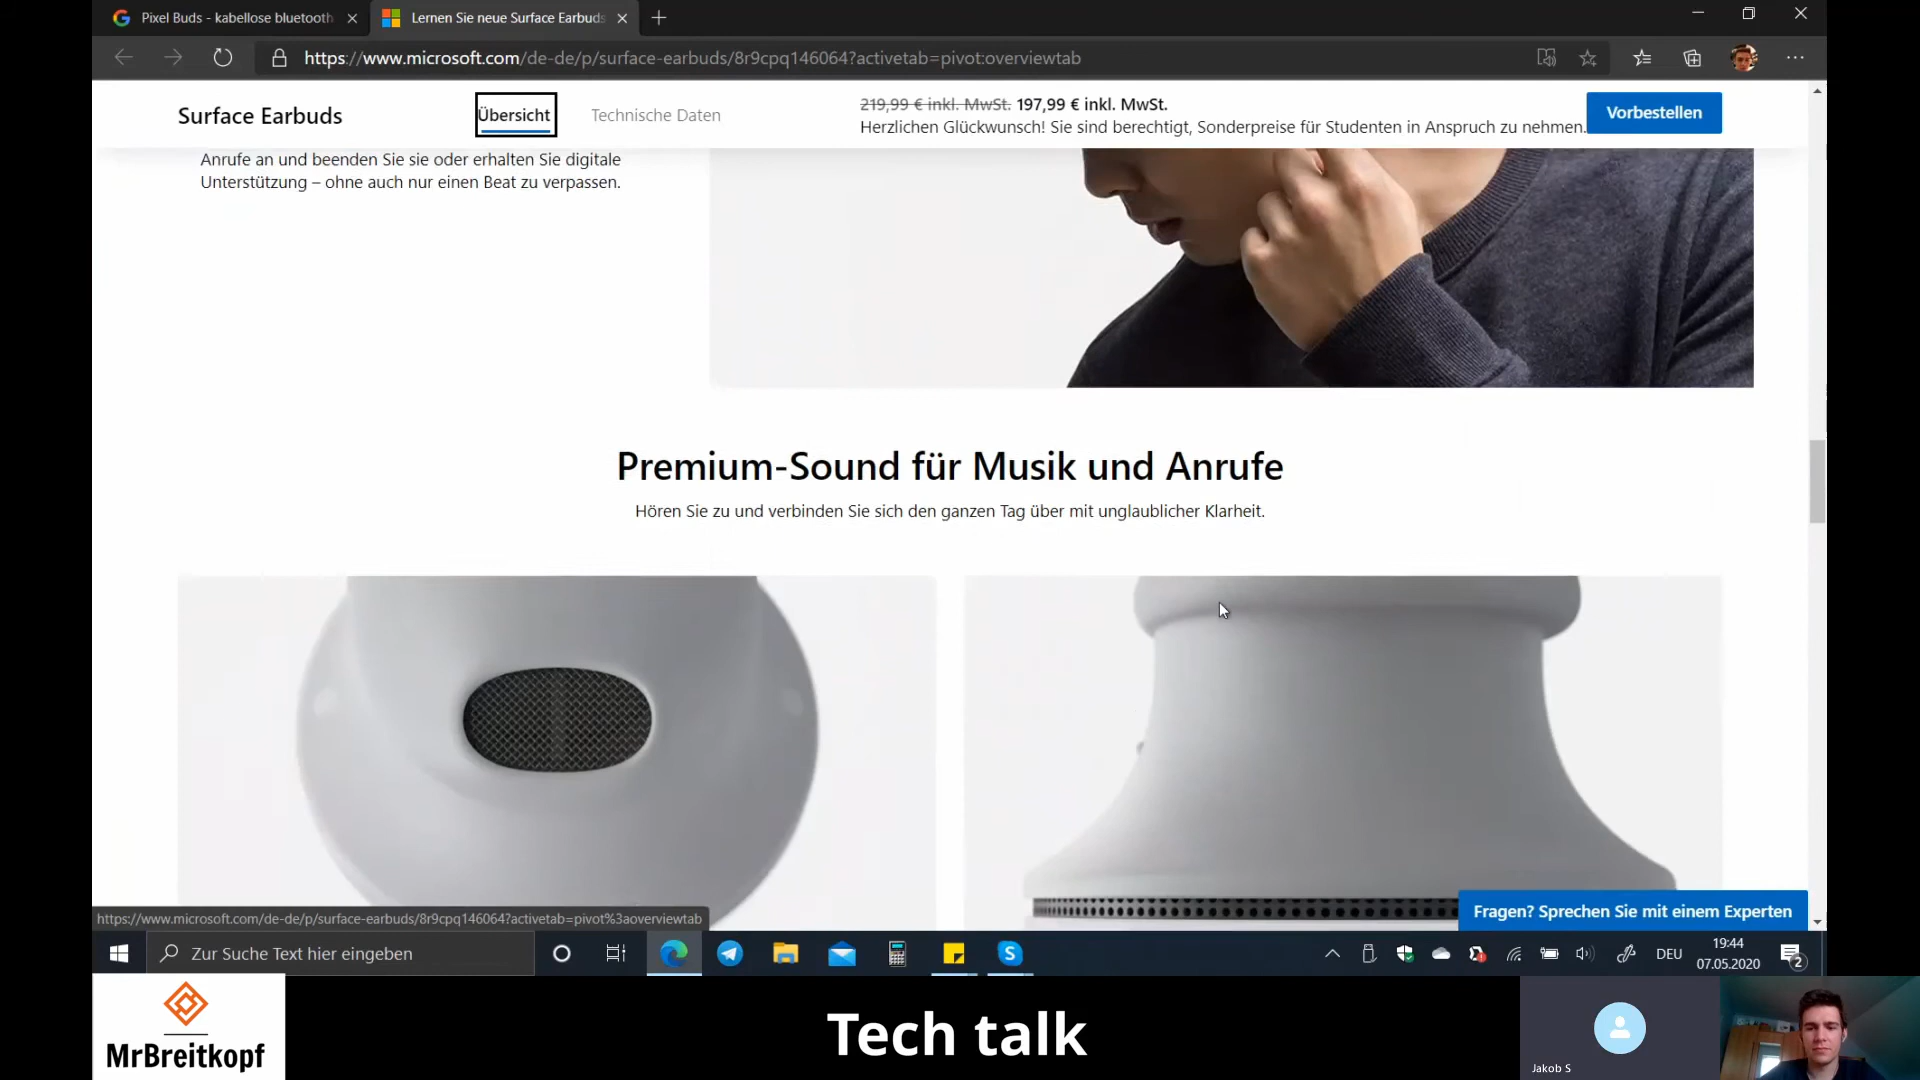 Pixel Buds - kabellose bluetooth
Lernen Sie neue Surface Earbuds
https://www.microsoft.com/de-de/p/surface-earbuds/8r9cpq146064?activetab=pivot:overviewtab
Surface Earbuds
Übersicht
Technische Daten
219,99 € inkl. MwSt. 197,99 € inkl. MwSt.
Herzlichen Glückwunsch! Sie sind berechtigt, Sonderpreise für Studenten in Anspruch zu nehmen.
Vorbestellen
Anrufe an und beenden Sie sie oder erhalten Sie digitale
Unterstützung – ohne auch nur einen Beat zu verpassen.
Premium-Sound für Musik und Anrufe
Hören Sie zu und verbinden Sie sich den ganzen Tag über mit unglaublicher Klarheit.
Fragen? Sprechen Sie mit einem Experten
https://www.microsoft.com/de-de/p/surface-earbuds/8r9cpq146064?activetab=pivot%3aoverviewtab
Zur Suche Text hier eingeben
S
DEU
19:44
07.05.2020
2
MrBreitkopf
Tech talk
Jakob S